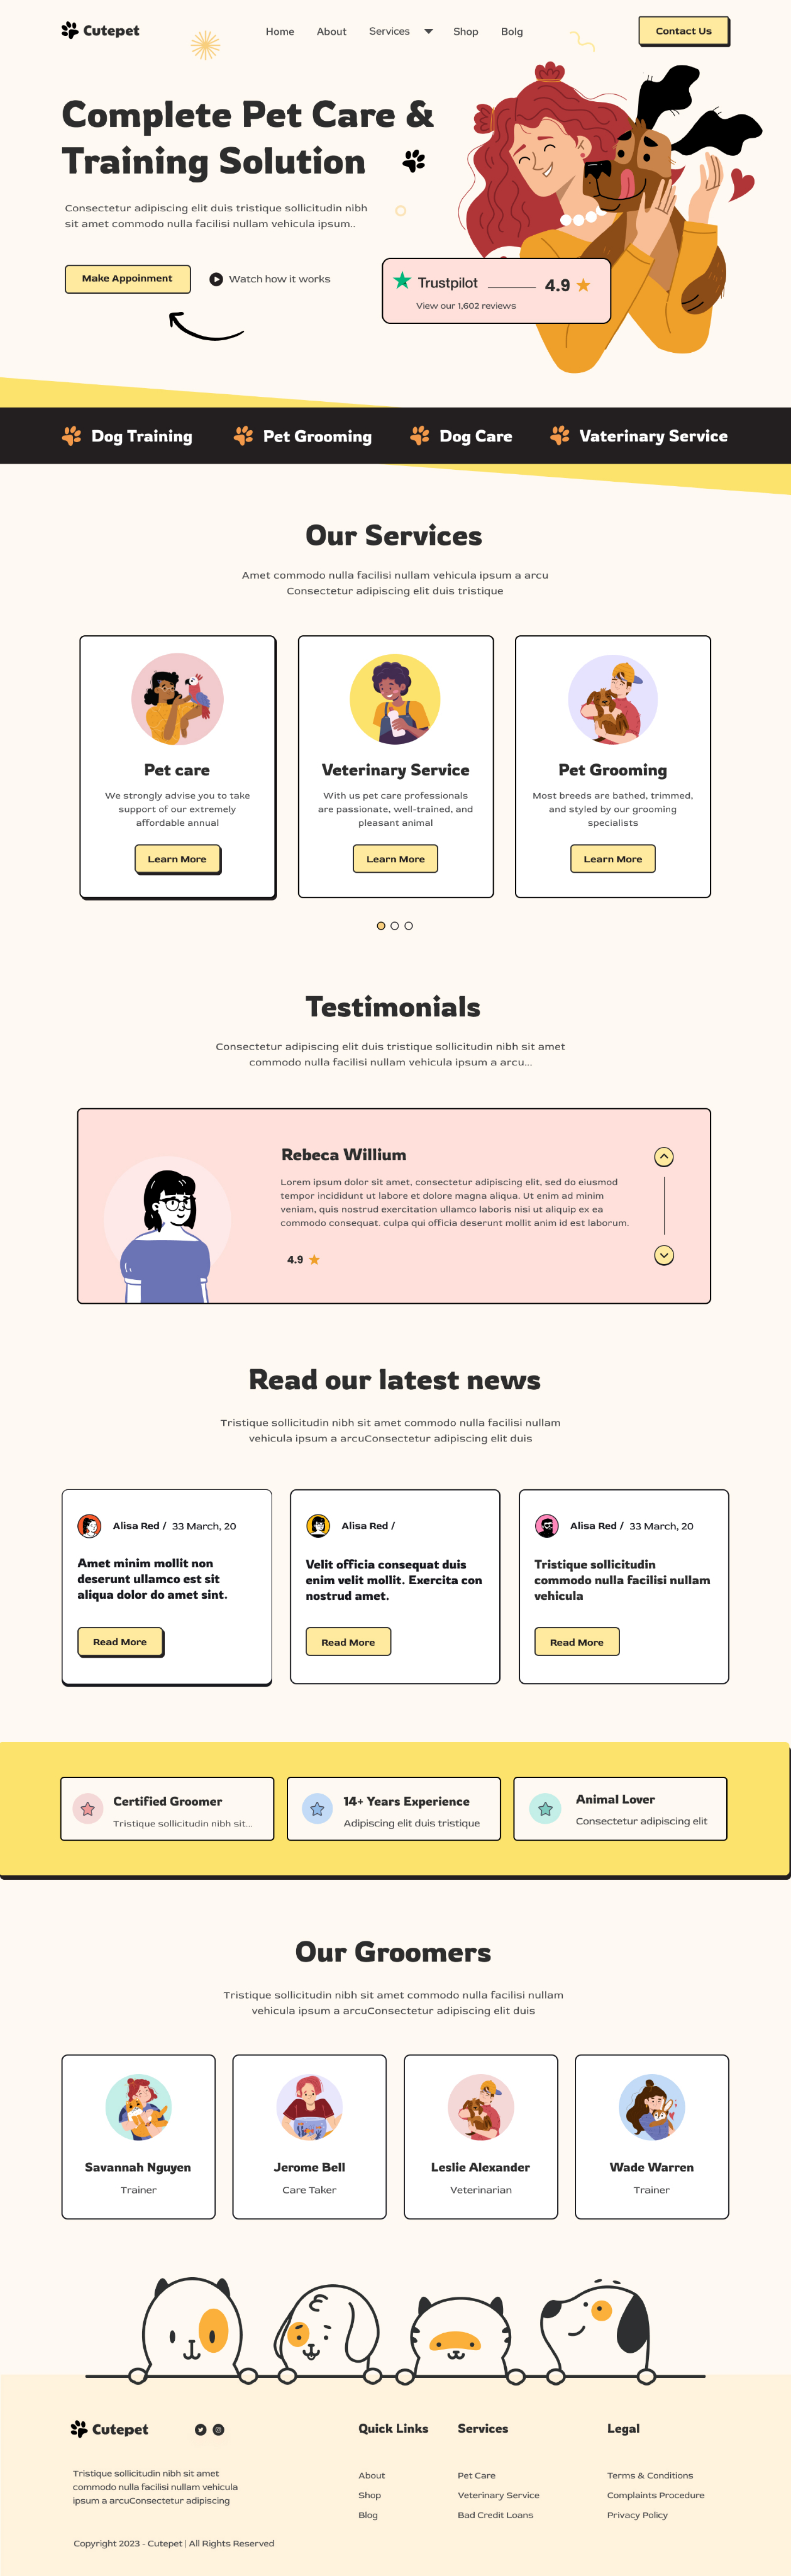 Cutepet
Home About Services Shop Bolg
Contact Us
Complete Pet Care &
Training Solution
Consectetur adipiscing elit duis tristique sollicitudin nibh
sit amet commodo nulla facilisi nullam vehicula ipsum..
Make Appoinment
Watch how it works
Trustpilot 4.9
View our 1,602 reviews
Dog Training Pet Grooming Dog Care Vaterinary Service
Our Services
Amet commodo nulla facilisi nullam vehicula ipsum a arcu
Consectetur adipiscing elit duis tristique
Pet care
We strongly advise you to take
support of our extremely
affordable annual
Learn More
Veterinary Service
With us pet care professionals
are passionate, well-trained, and
pleasant animal
Learn More
Pet Grooming
Most breeds are bathed, trimmed,
and styled by our grooming
specialists
Learn More
Testimonials
Consectetur adipiscing elit duis tristique sollicitudin nibh sit amet
commodo nulla facilisi nullam vehicula ipsum a arcu...
Rebeca Willium
Lorem ipsum dolor sit amet, consectetur adipiscing elit, sed do eiusmod
tempor incididunt ut labore et dolore magna aliqua. Ut enim ad minim
veniam, quis nostrud exercitation ullamco laboris nisi ut aliquip ex ea
commodo consequat. culpa qui officia deserunt mollit anim id est laborum.
4.9
Read our latest news
Tristique sollicitudin nibh sit amet commodo nulla facilisi nullam
vehicula ipsum a arcuConsectetur adipiscing elit duis
Alisa Red / 33 March, 20
Amet minim mollit non
deserunt ullamco est sit
aliqua dolor do amet sint.
Read More
Alisa Red /
Velit officia consequat duis
enim velit mollit. Exercita con
nostrud amet.
Read More
Alisa Red / 33 March, 20
Tristique sollicitudin
commodo nulla facilisi nullam
vehicula
Read More
Certified Groomer
Tristique sollicitudin nibh sit...
14+ Years Experience
Adipiscing elit duis tristique
Animal Lover
Consectetur adipiscing elit
Our Groomers
Tristique sollicitudin nibh sit amet commodo nulla facilisi nullam
vehicula ipsum a arcuConsectetur adipiscing elit duis
Savannah Nguyen
Trainer
Jerome Bell
Care Taker
Leslie Alexander
Veterinarian
Wade Warren
Trainer
Cutepet
Tristique sollicitudin nibh sit amet
commodo nulla facilisi nullam vehicula
ipsum a arcuConsectetur adipiscing
Quick Links
About
Shop
Blog
Services
Pet Care
Veterinary Service
Bad Credit Loans
Legal
Terms & Conditions
Complaints Procedure
Privacy Policy
Copyright 2023 - Cutepet | All Rights Reserved